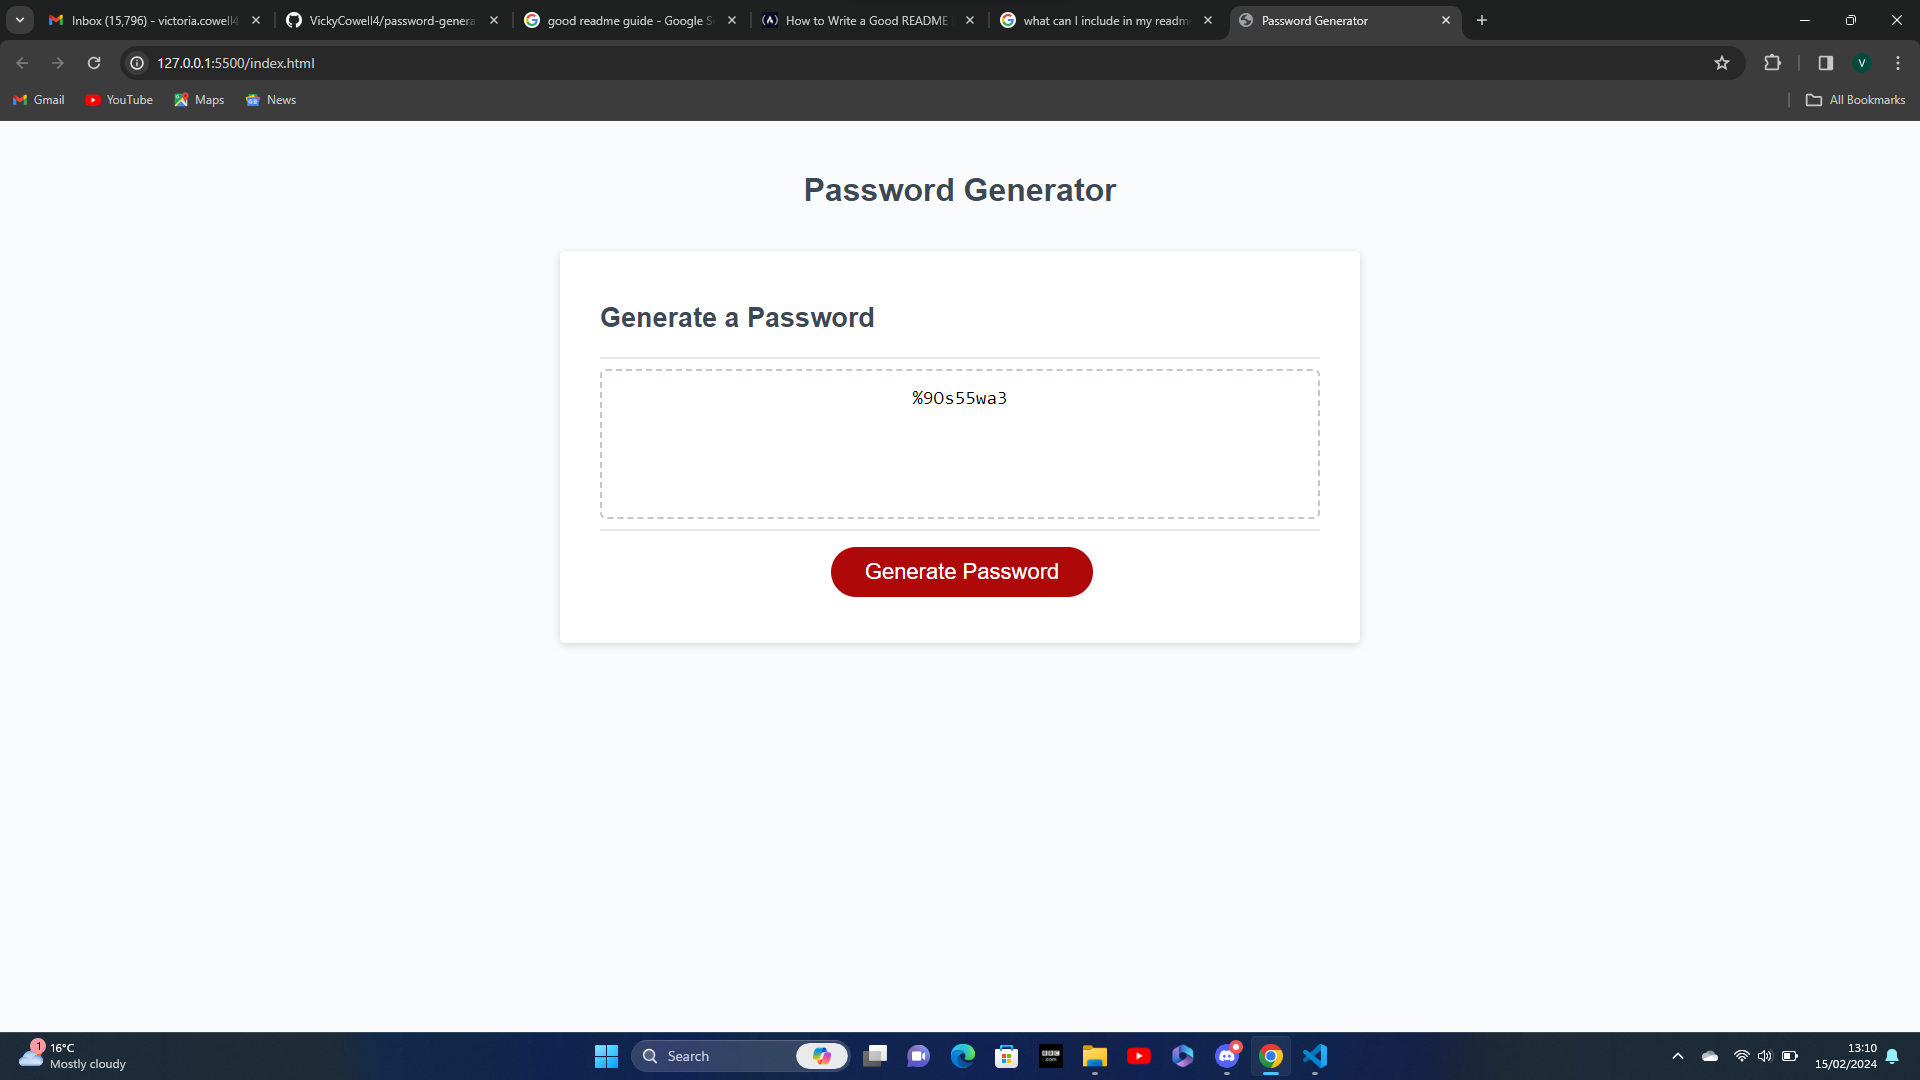 Inbox (15,796) - victoria.cowell4
VickyCowell4/password-genera
good readme guide - Google S
How to Write a Good README
what can I include in my readm
Password Generator
127.0.0.1:5500/index.html
V
Gmail
YouTube
Maps
News
All Bookmarks
Password Generator
Generate a Password
%9Os55wa3
Generate Password
1
16°C
Mostly cloudy
Search
BBC
.com
13:10
15/02/2024